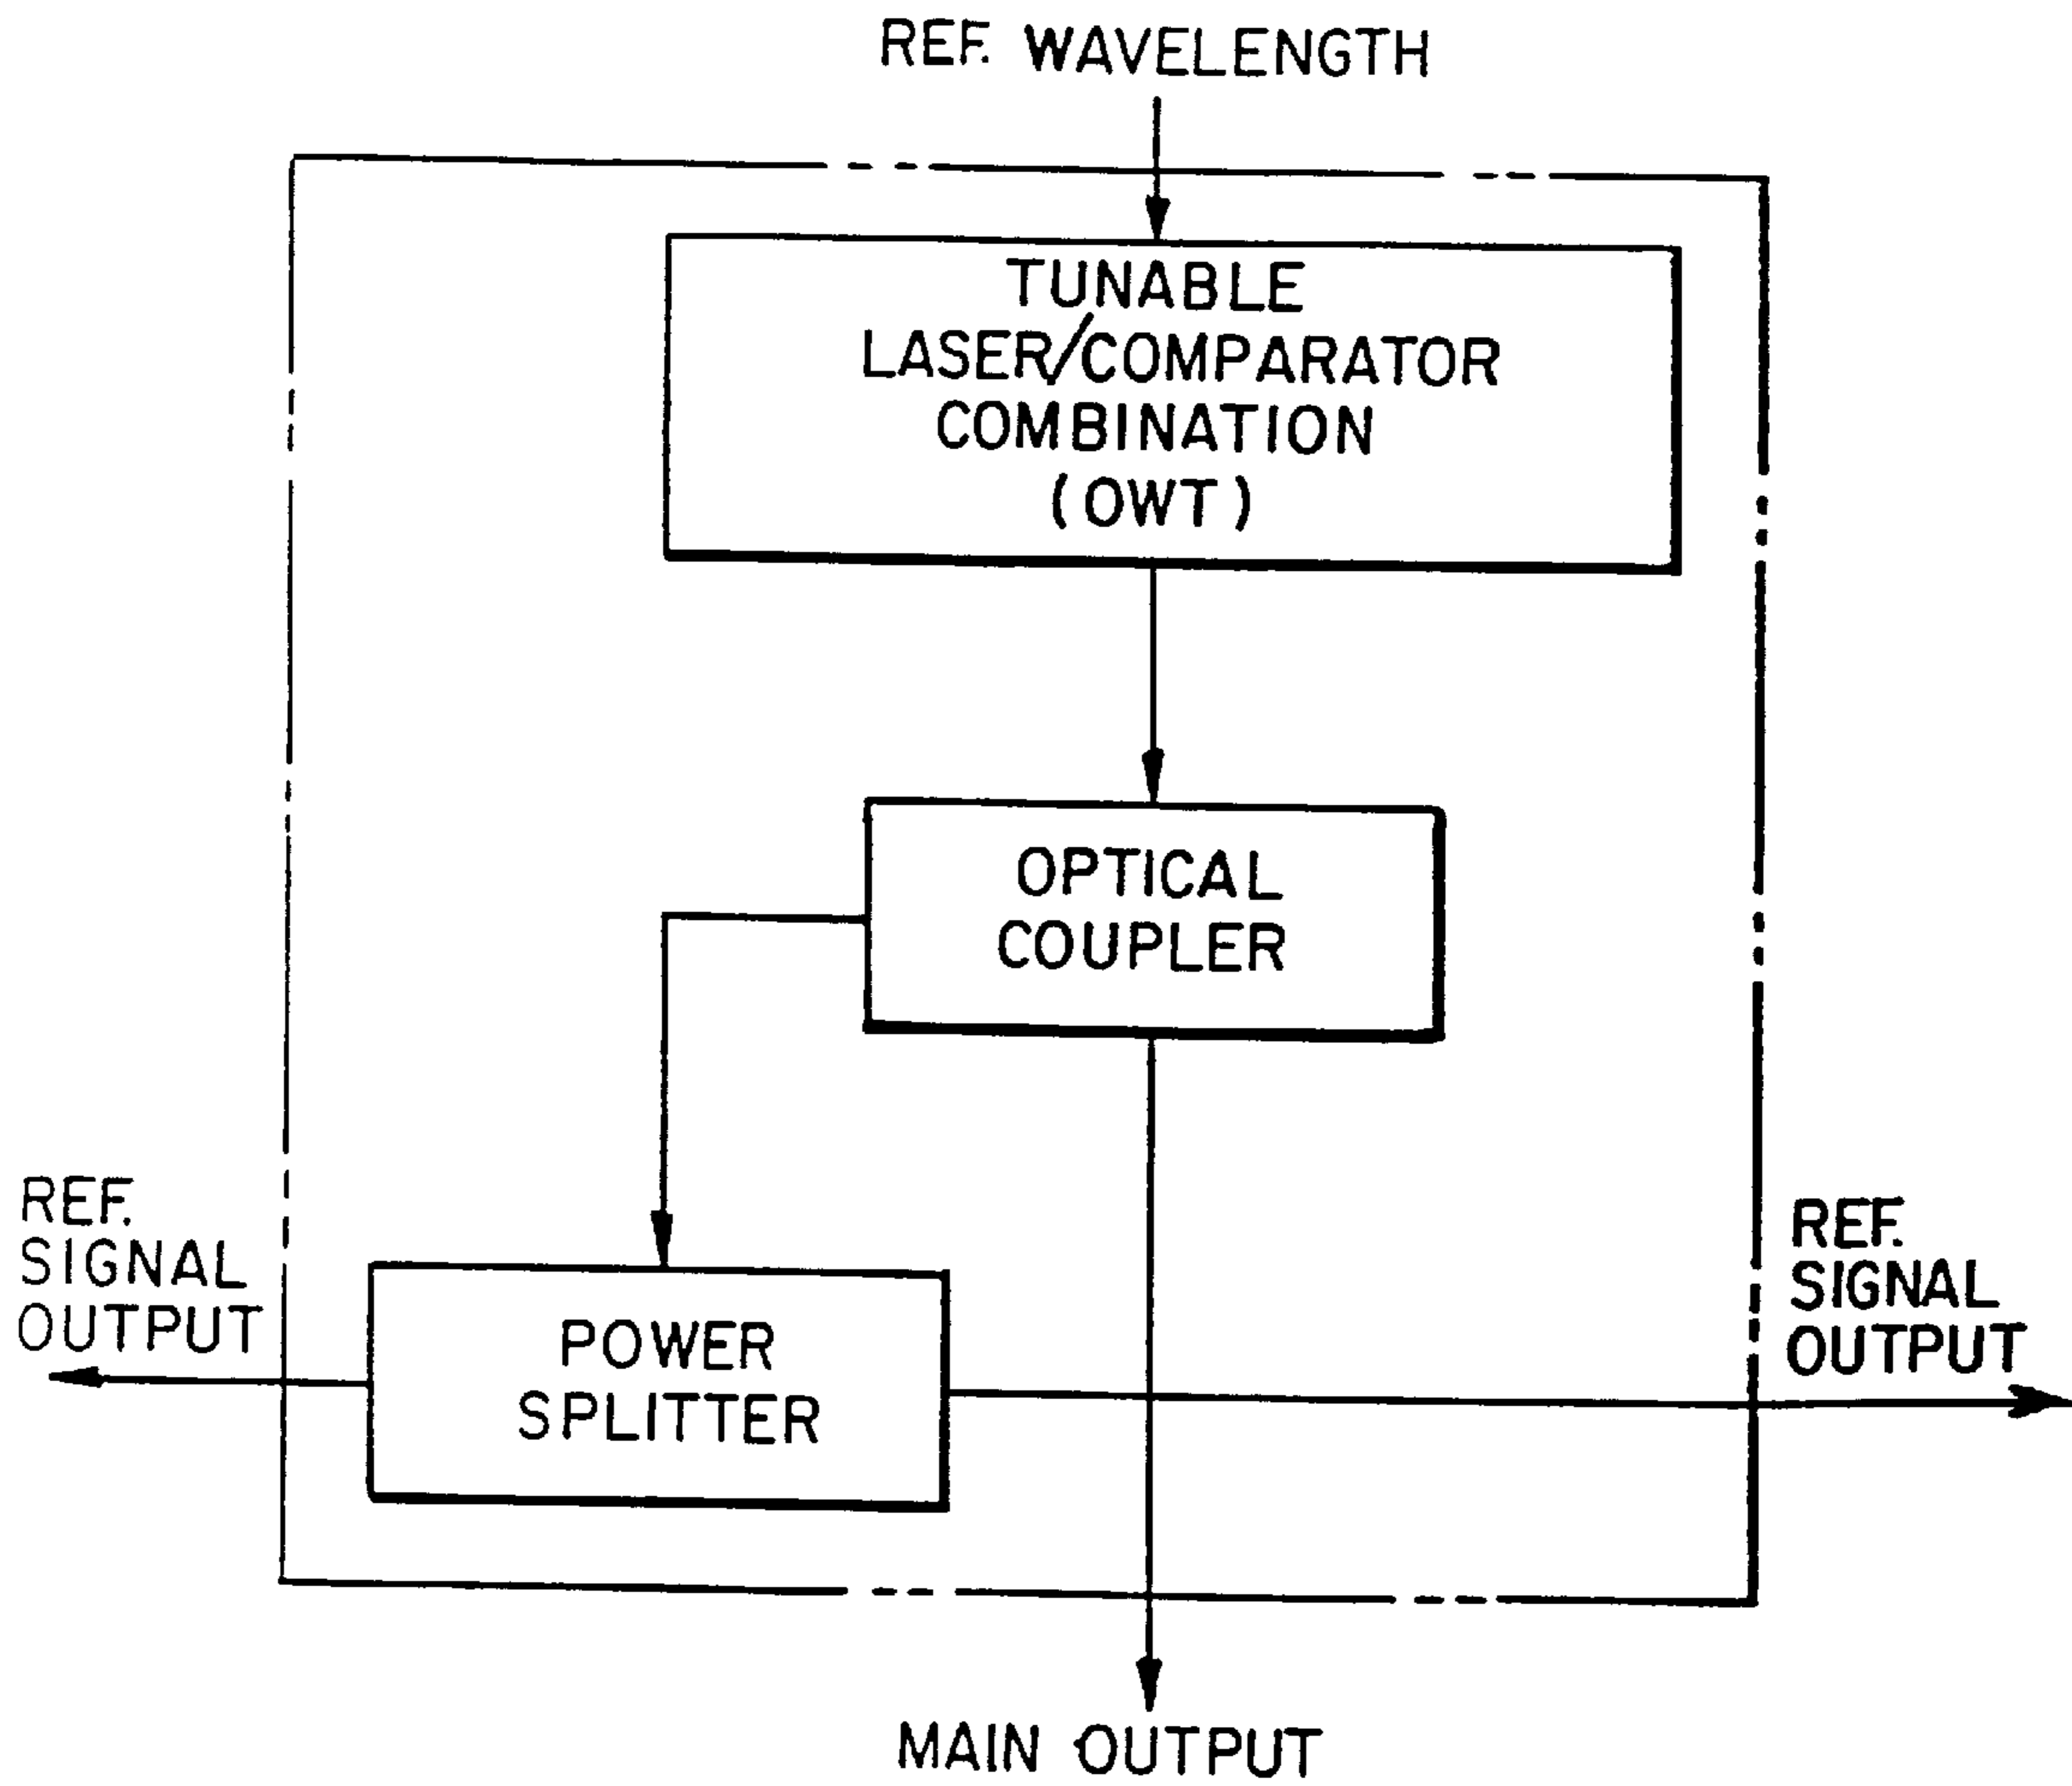 REF. WAVELENGTH
TUNABLE
LASER/COMPARATOR
COMBINATION
(OWT)
OPTICAL
COUPLER
REF.
SIGNAL
OUTPUT
POWER
SPLITTER
REF.
SIGNAL
OUTPUT
MAIN OUTPUT